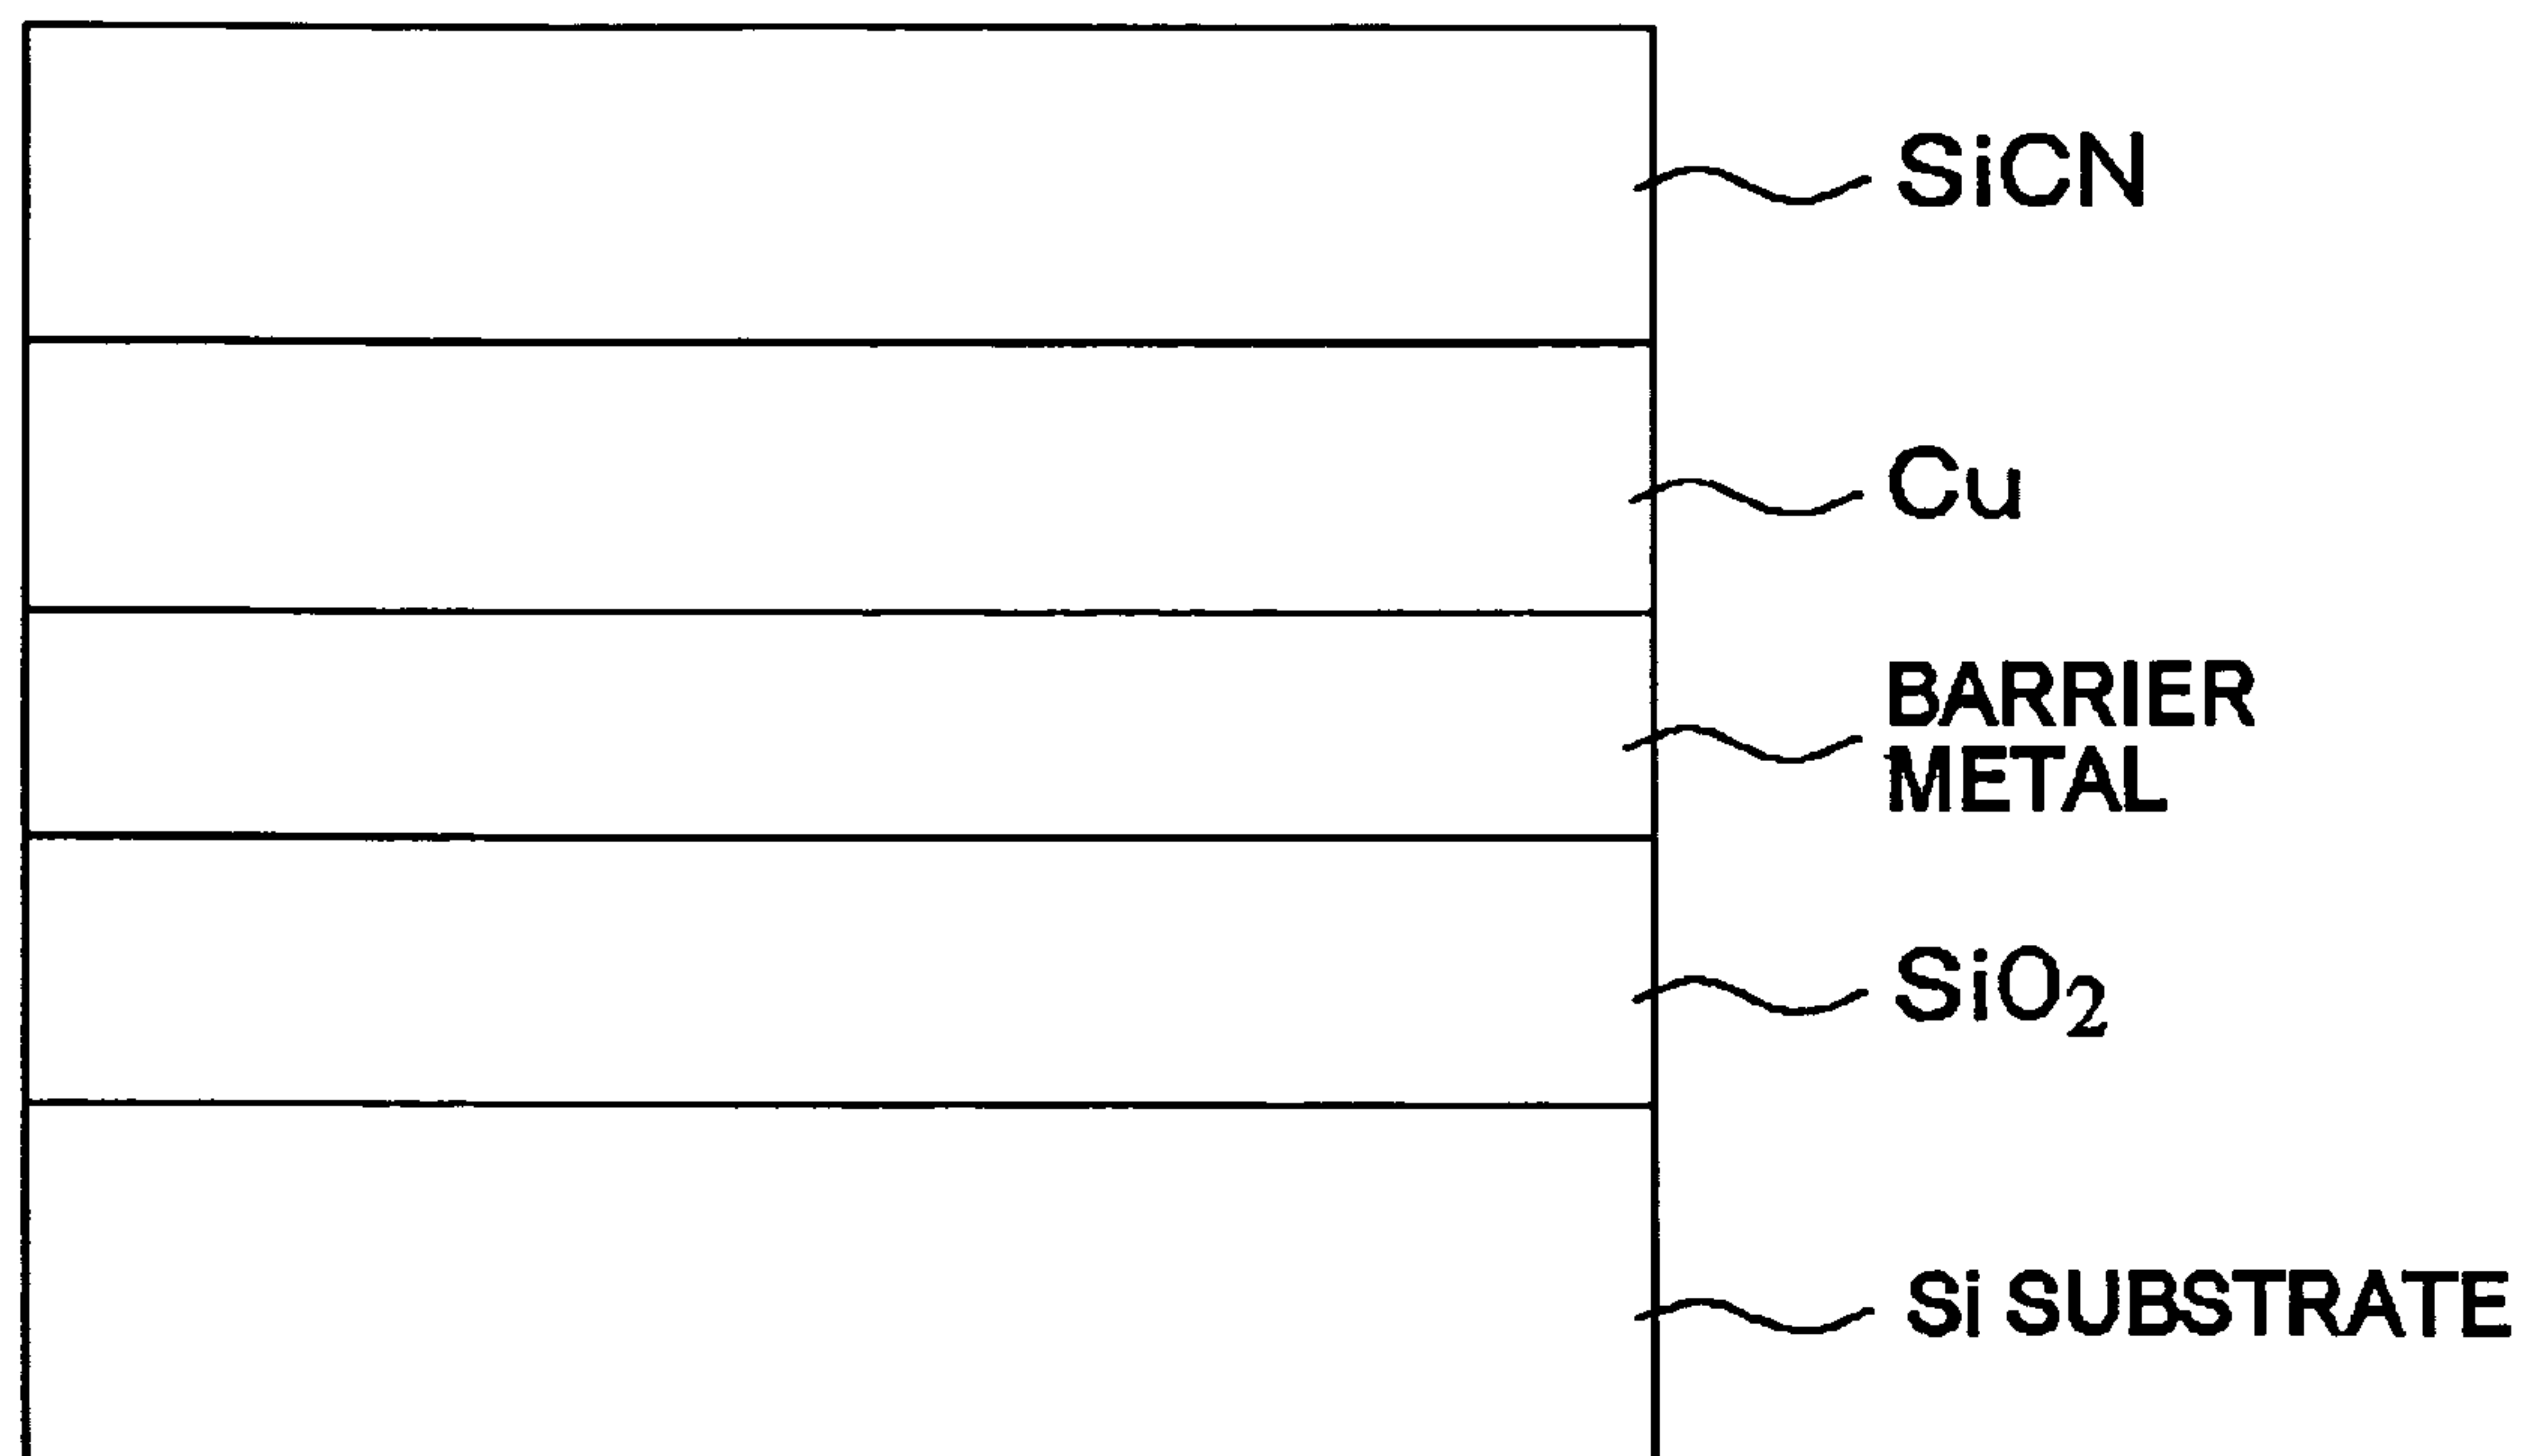 SiCN
Cu
BARRIER
METAL
SiO₂
Si SUBSTRATE